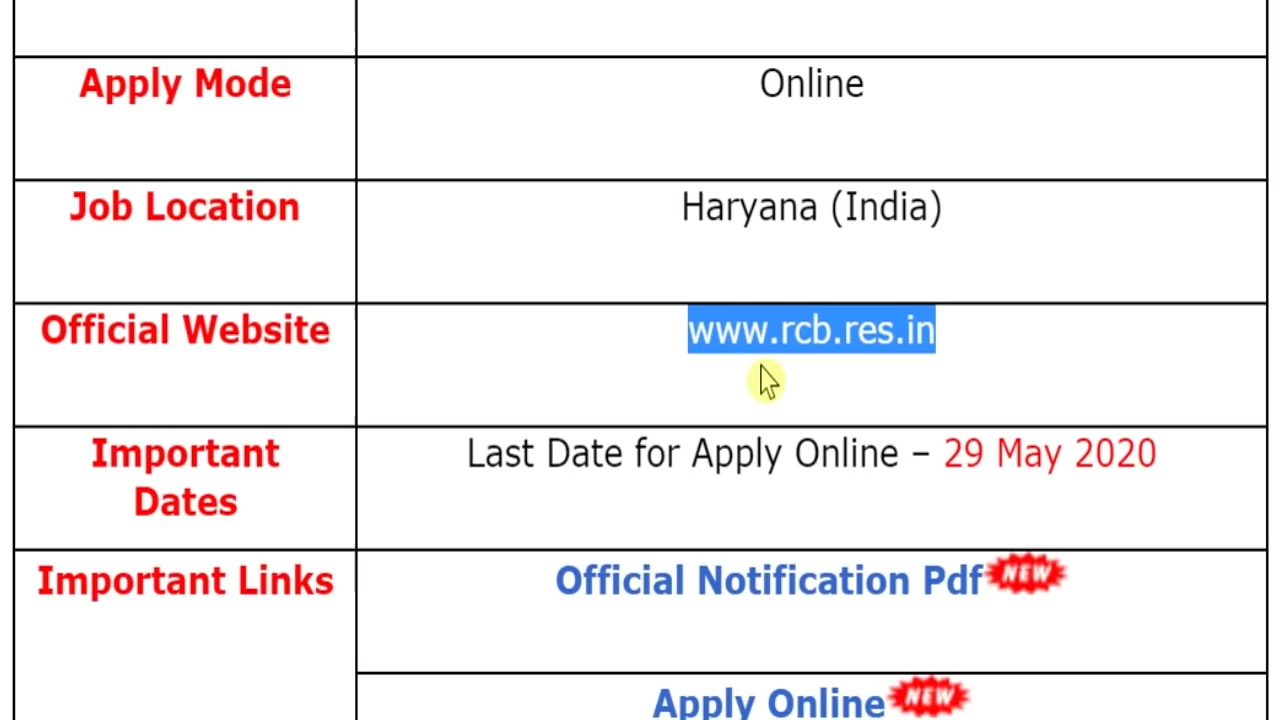 Apply Mode
Online
Job Location
Haryana (India)
Official Website
www.rcb.res.in
Important
Dates
Last Date for Apply Online – 29 May 2020
Important Links
Official Notification Pdf NEW
Apply Online NEW